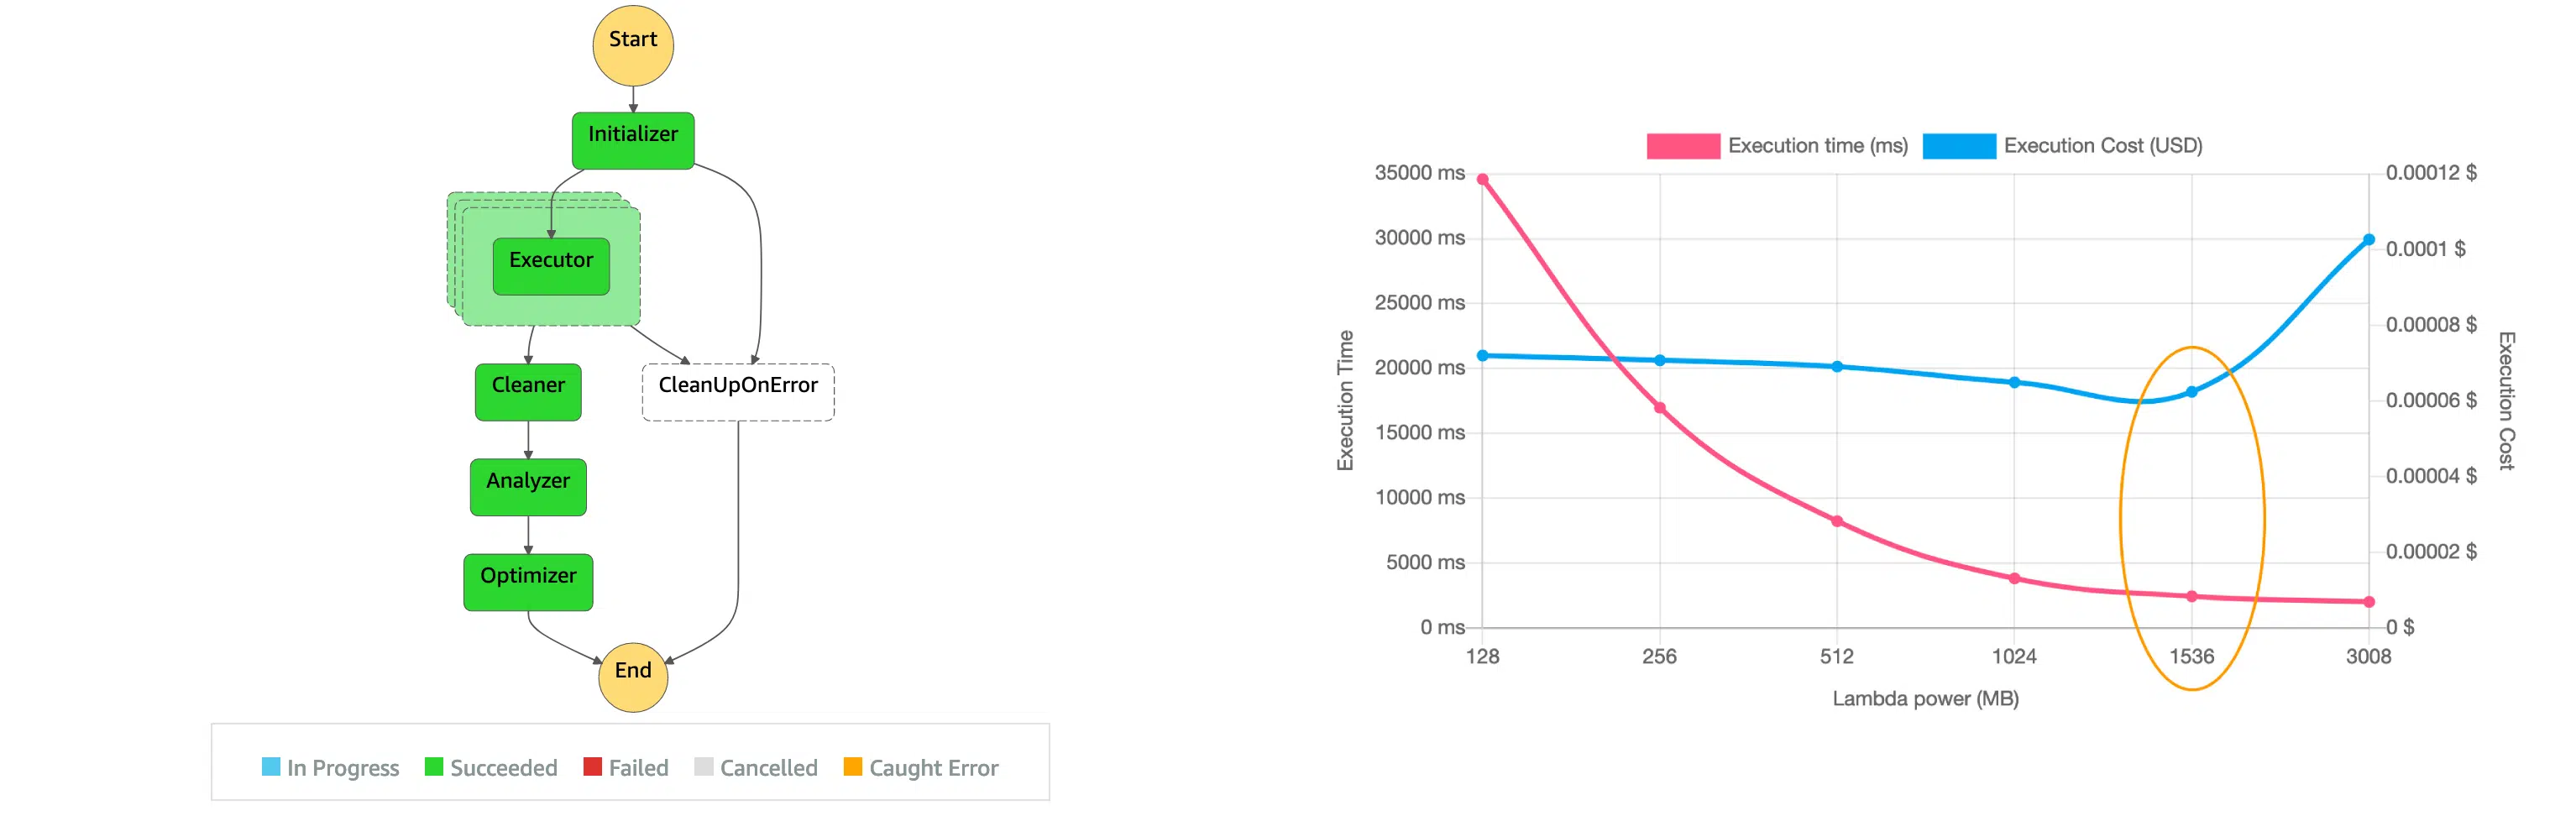 Start
Initializer
Executor
Cleaner
CleanUpOnError
Analyzer
Optimizer
End
In Progress
Succeeded
Failed
Cancelled
Caught Error
Execution time (ms)
Execution Cost (USD)
35000 ms
30000 ms
25000 ms
20000 ms
15000 ms
10000 ms
5000 ms
0 ms
Execution Time
0.00012 $
0.0001 $
0.00008 $
0.00006 $
0.00004 $
0.00002 $
0 $
Execution Cost
128
256
512
1024
1536
3008
Lambda power (MB)